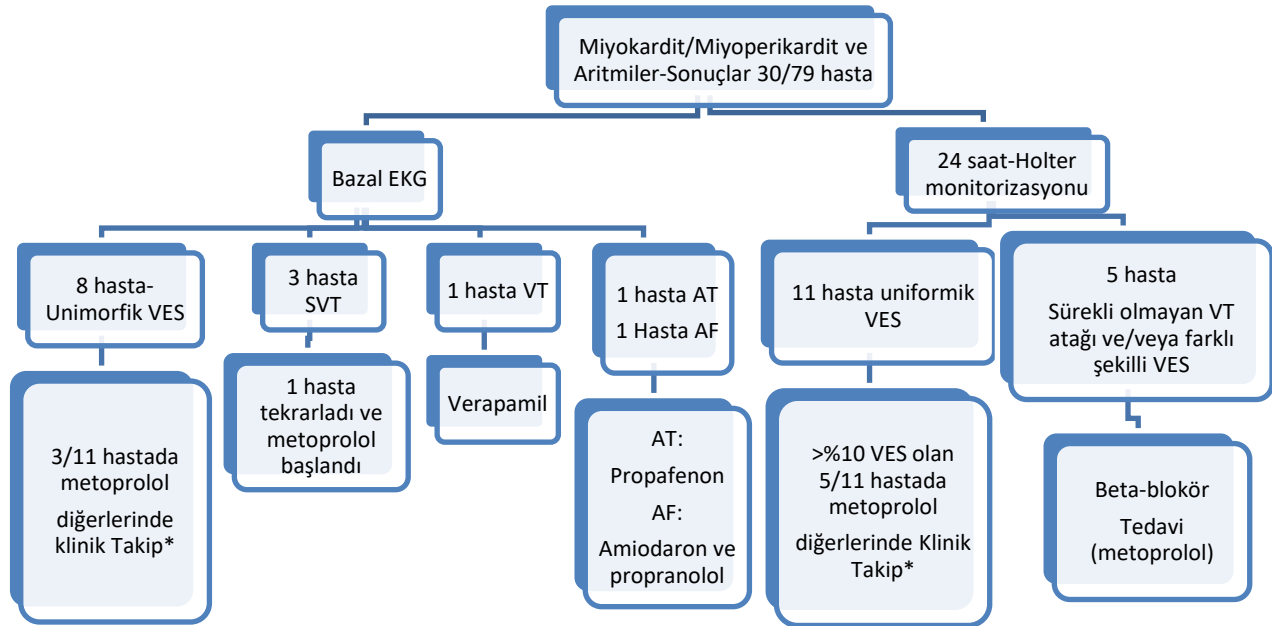 Miyokardit/Miyoperikardit ve
Aritmiler-Sonuçlar 30/79 hasta
Bazal EKG
24 saat-Holter
monitorizasyonu
8 hasta-
Unimorfik VES
3 hasta
SVT
1 hasta VT
1 hasta AT
1 Hasta AF
11 hasta uniformik
VES
5 hasta
Sürekli olmayan VT
atağı ve/veya farklı
şekilli VES
3/11 hastada
metoprolol
diğerlerinde
klinik Takip*
1 hasta
tekrarladı ve
metoprolol
başlandı
Verapamil
AT:
Propafenon
AF:
Amiodaron ve
propranolol
>%10 VES olan
5/11 hastada
metoprolol
diğerlerinde Klinik
Takip*
Beta-blokör
Tedavi
(metoprolol)